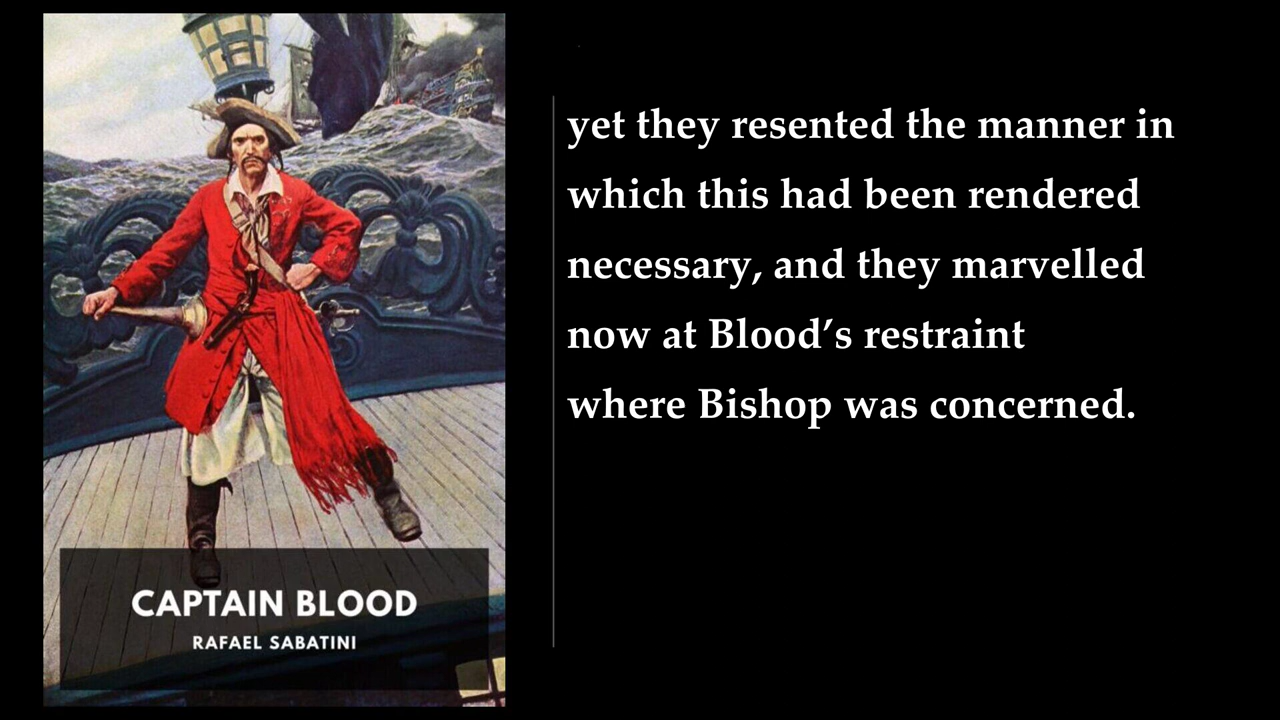 yet they resented the manner in
which this had been rendered
necessary, and they marvelled
now at Blood’s restraint
where Bishop was concerned.
CAPTAIN BLOOD
RAFAEL SABATINI